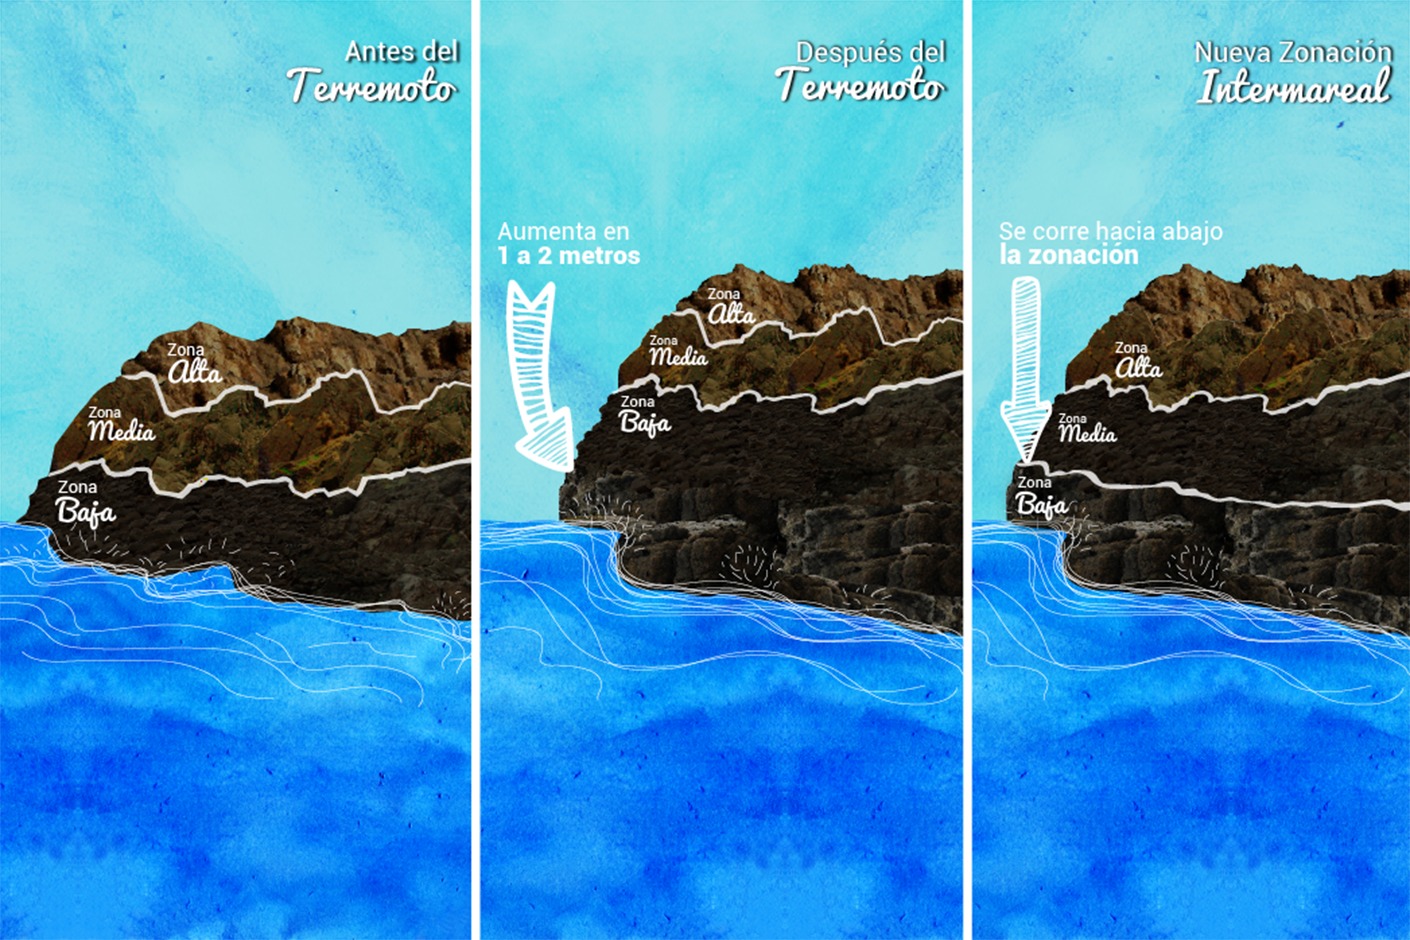 Antes del
Terremoto
Zona
Alta
Zona
Media
Zona
Baja
Después del
Terremoto
Aumenta en
1 a 2 metros
Zona
Alta
Zona
Media
Zona
Baja
Nueva Zonación
Intermareal
Se corre hacia abajo
la zonación
Zona
Alta
Zona
Media
Zona
Baja